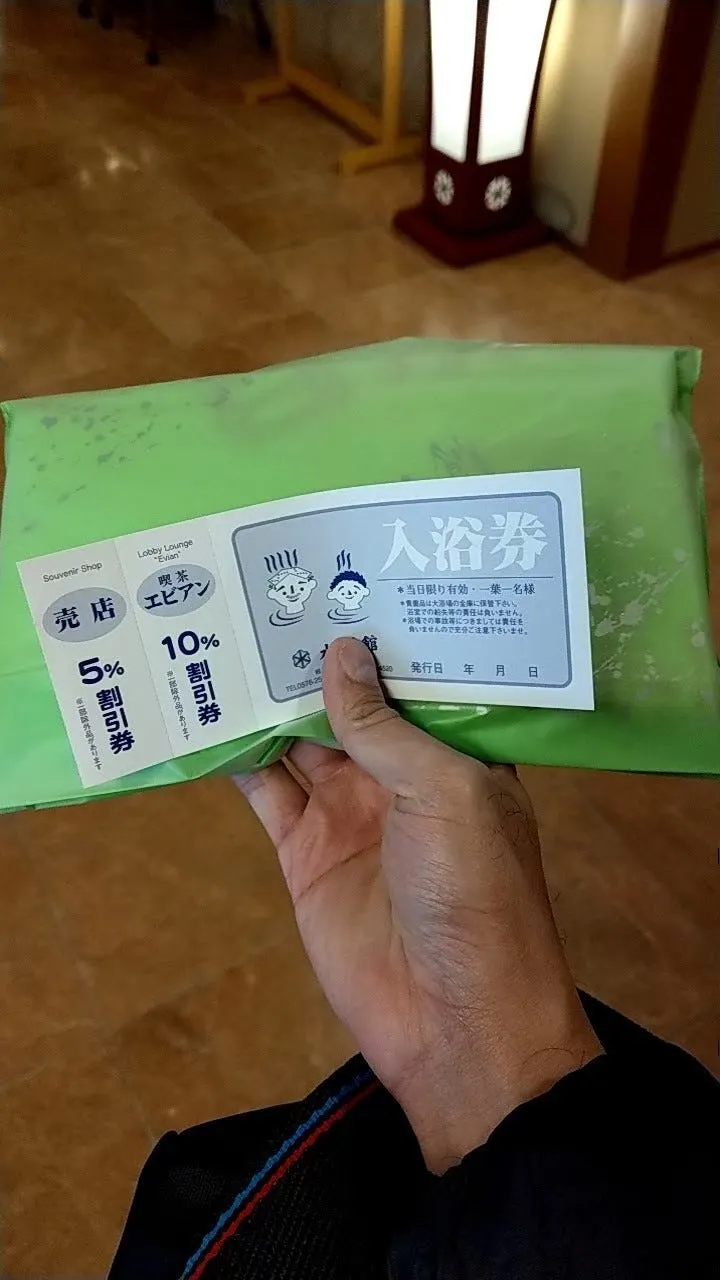 Souvenir Shop
売店
5%
割引券
※一部除外品があります
Lobby Lounge
"Evian"
喫茶
エビアン
10%
割引券
※一部除外品があります
入浴券
＊当日限り有効・一葉一名様
＊貴重品は大浴場の金庫に保管下さい。
浴室での紛失等の責任は負いません。
＊浴場での事故等につきましては責任を
負いませんので充分ご注意下さいませ。
館
TEL0578-25
4520
発行日 年 月 日